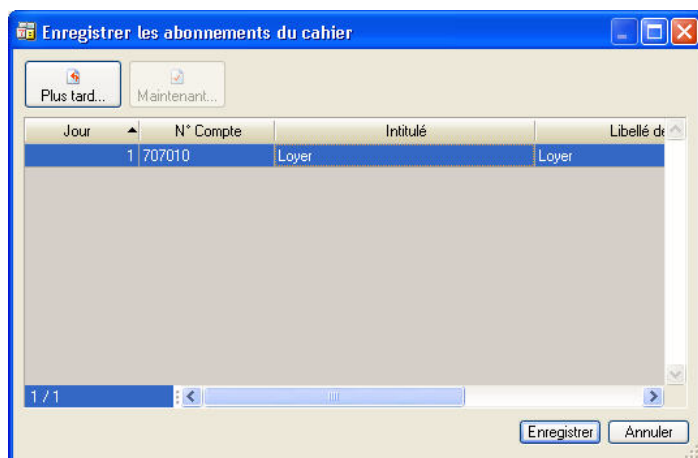 Enregistrer les abonnements du cahier
Plus tard... Maintenant...
Jour N° Compte Intitulé Libellé de
1 707010 Loyer Loyer
1 / 1
Enregistrer Annuler